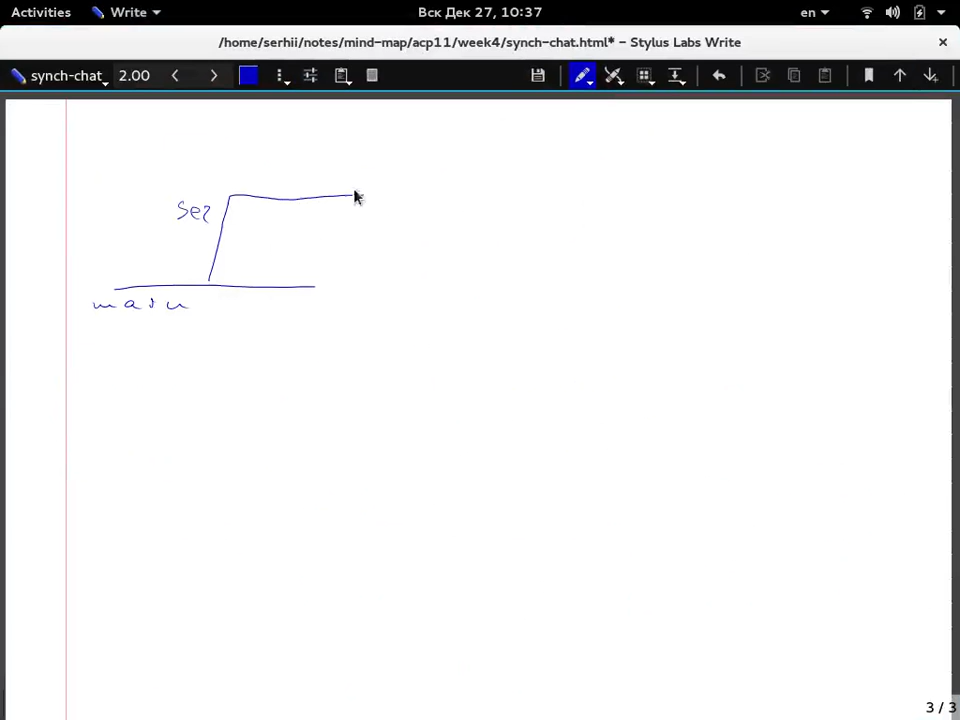 Activities Write Вск Дек 27, 10:37 en
/home/serhii/notes/mind-map/acp11/week4/synch-chat.html* – Stylus Labs Write
synch-chat 2.00
main
3 / 3